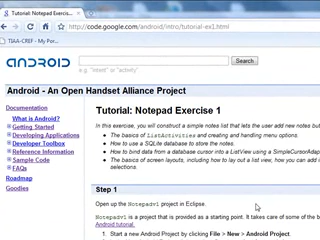 Tutorial: Notepad Exercis...
http://code.google.com/android/intro/tutorial-ex1.html
TIAA-CREF - My Por...
ANDROID
Search
e.g. "resset" or "activity"
Android - An Open Handset Alliance Project
Documentation
What is Android?
Getting Started
Developing Applications
Developer Toolbox
Reference Information
Sample Code
FAQs
Roadmap
Goodies
Tutorial: Notepad Exercise 1
In this exercise, you will construct a simple notes list that lets the user add new notes but
The basics of ListActivities and creating and handling menu options.
How to use a SQLite database to store the notes.
How to bind data from a database cursor into a ListView using a SimpleCursorAdap
The basics of screen layouts, including how to lay out a list view, how you can add i
Step 1
Open up the Notepadv1 project in Eclipse.
Notepadv1 is a project that is provided as a starting point. It takes care of some of the b
Android tutorial.
1. Start a new Android Project by clicking File > New > Android Project.